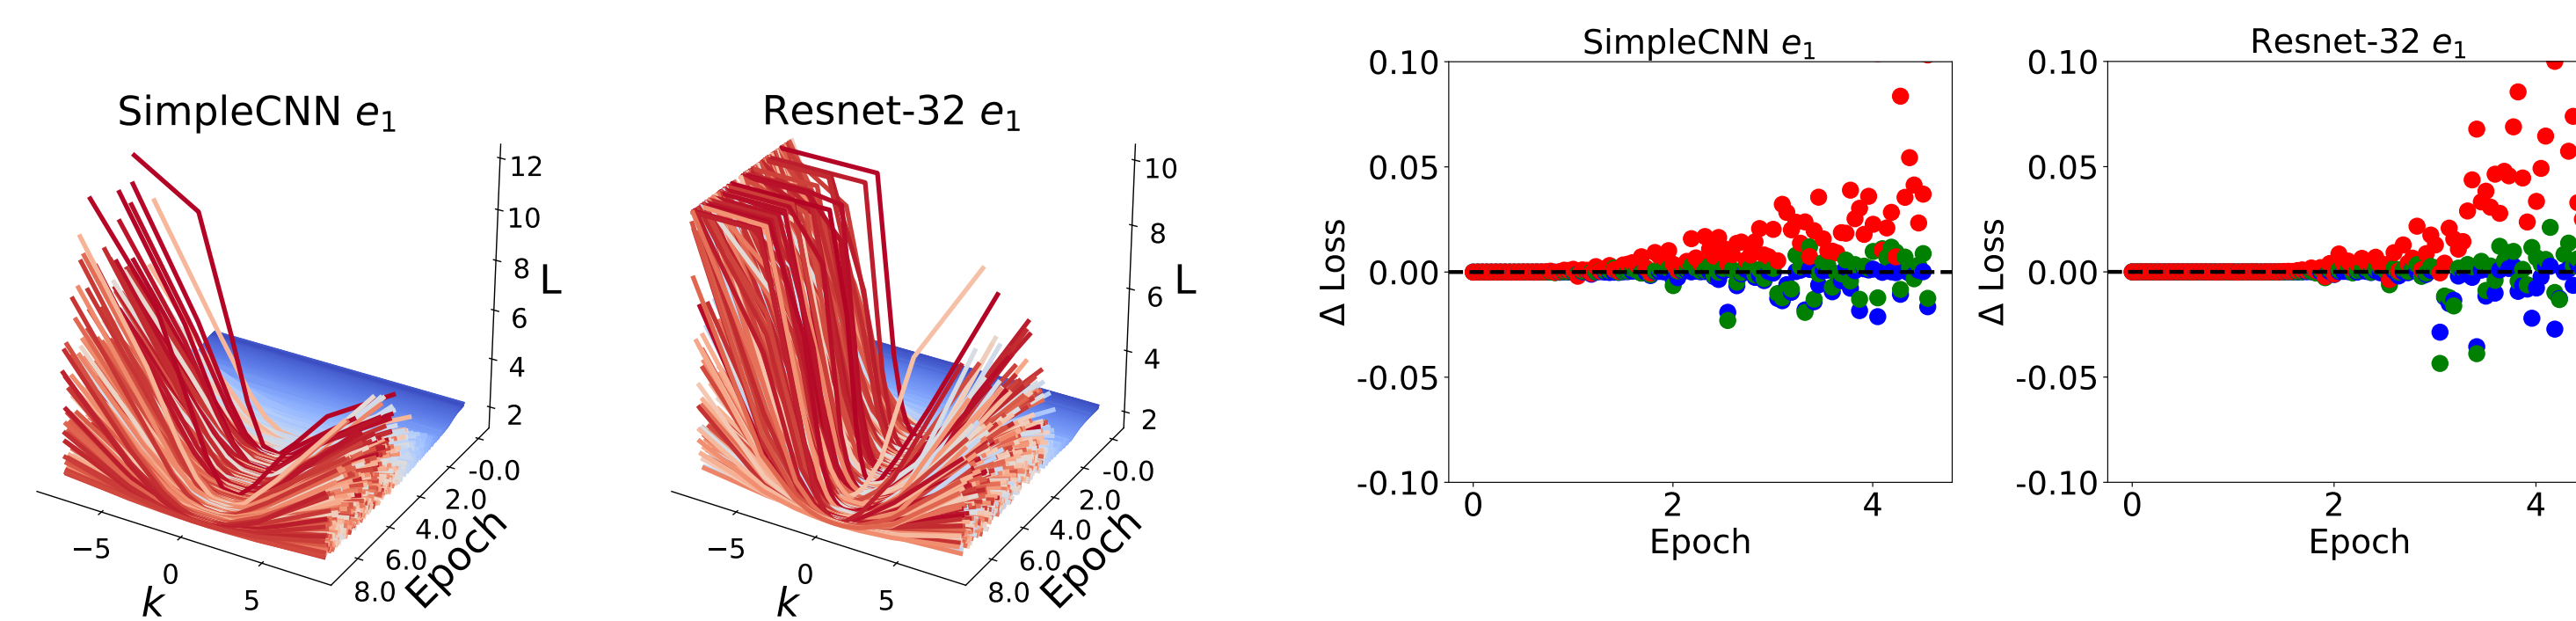 SimpleCNN e₁
12
10
8
6
4
2
L
-0.0
2.0
4.0
6.0
8.0
Epoch
−5
0
5
k
Resnet-32 e₁
10
8
6
4
2
L
-0.0
2.0
4.0
6.0
8.0
Epoch
−5
0
5
k
SimpleCNN e₁
0.10
0.05
0.00
-0.05
-0.10
Δ Loss
0 2 4
Epoch
Resnet-32 e₁
0.10
0.05
0.00
-0.05
-0.10
Δ Loss
0 2 4
Epoch